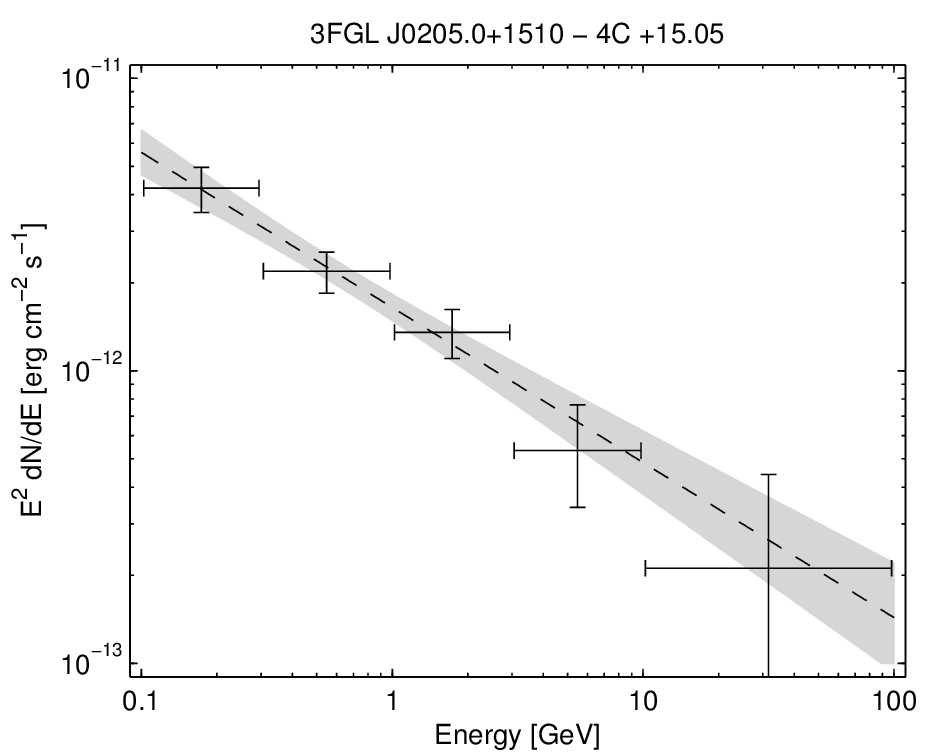 3FGL J0205.0+1510 − 4C +15.05
10⁻¹¹
10⁻¹²
10⁻¹³
E² dN/dE [erg cm⁻² s⁻¹]
0.1 1 10 100
Energy [GeV]